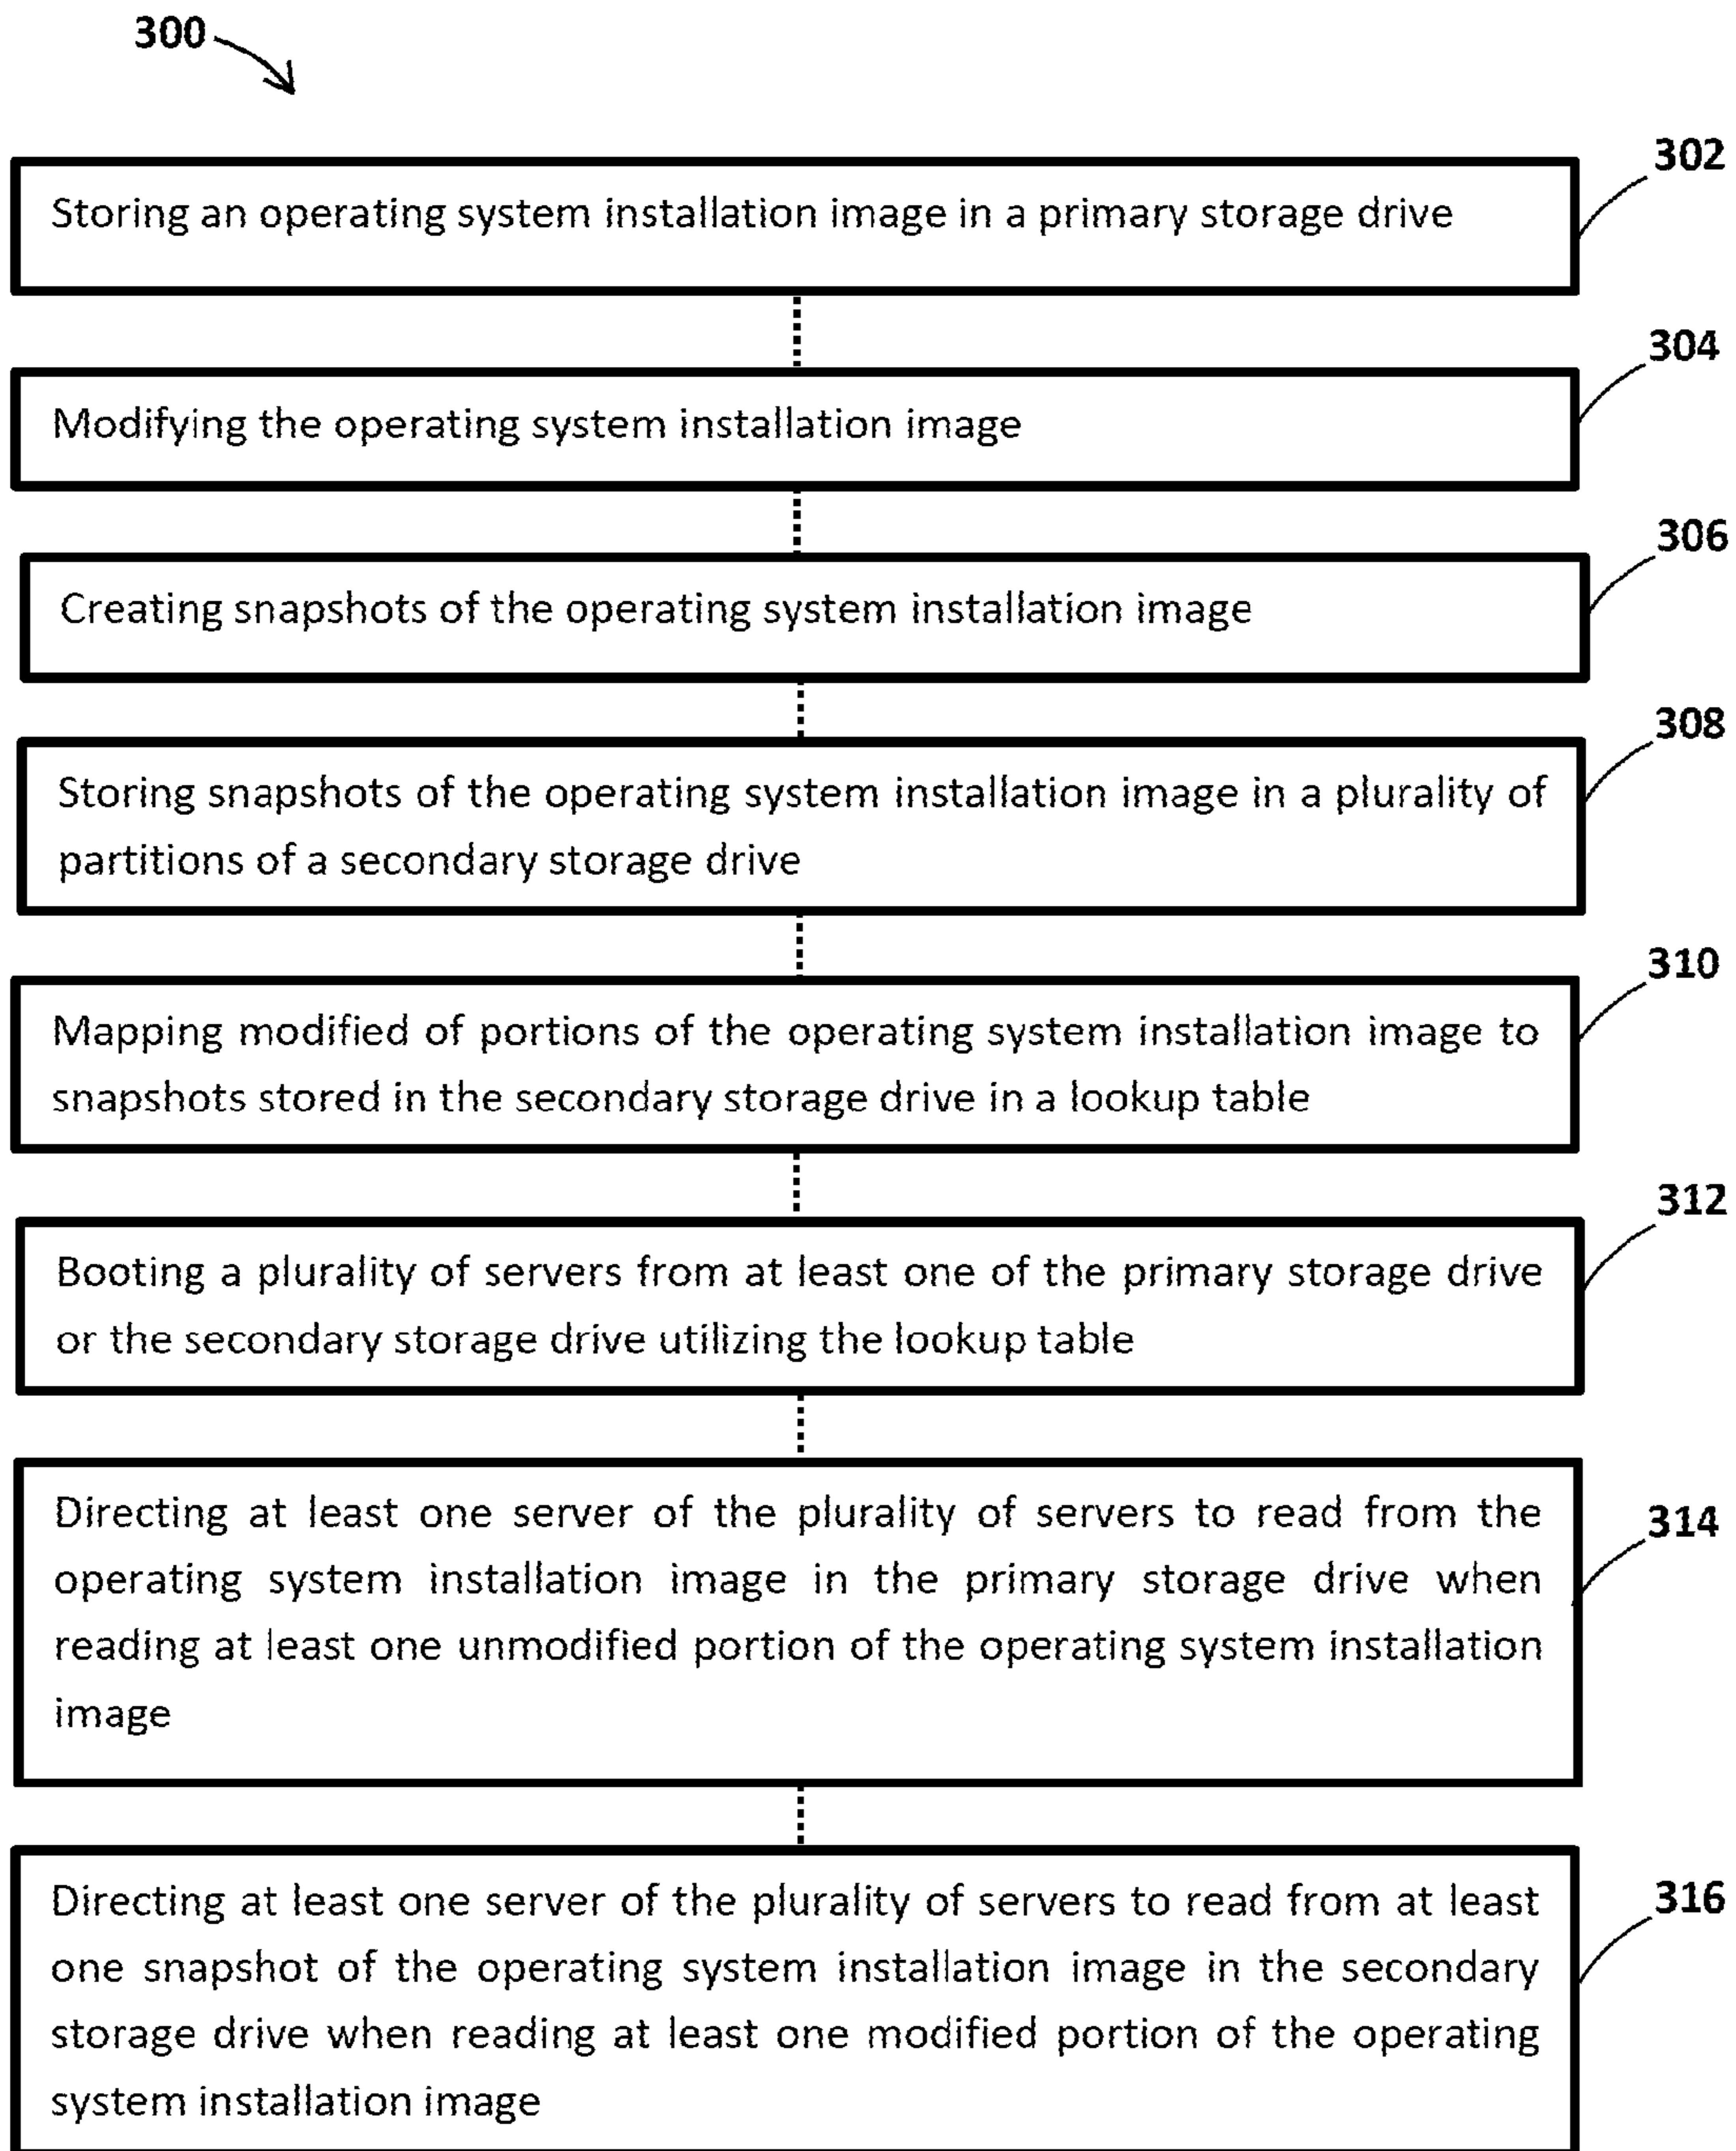 300
302
Storing an operating system installation image in a primary storage drive
304
Modifying the operating system installation image
306
Creating snapshots of the operating system installation image
308
Storing snapshots of the operating system installation image in a plurality of
partitions of a secondary storage drive
310
Mapping modified of portions of the operating system installation image to
snapshots stored in the secondary storage drive in a lookup table
312
Booting a plurality of servers from at least one of the primary storage drive
or the secondary storage drive utilizing the lookup table
314
Directing at least one server of the plurality of servers to read from the
operating system installation image in the primary storage drive when
reading at least one unmodified portion of the operating system installation
image
316
Directing at least one server of the plurality of servers to read from at least
one snapshot of the operating system installation image in the secondary
storage drive when reading at least one modified portion of the operating
system installation image